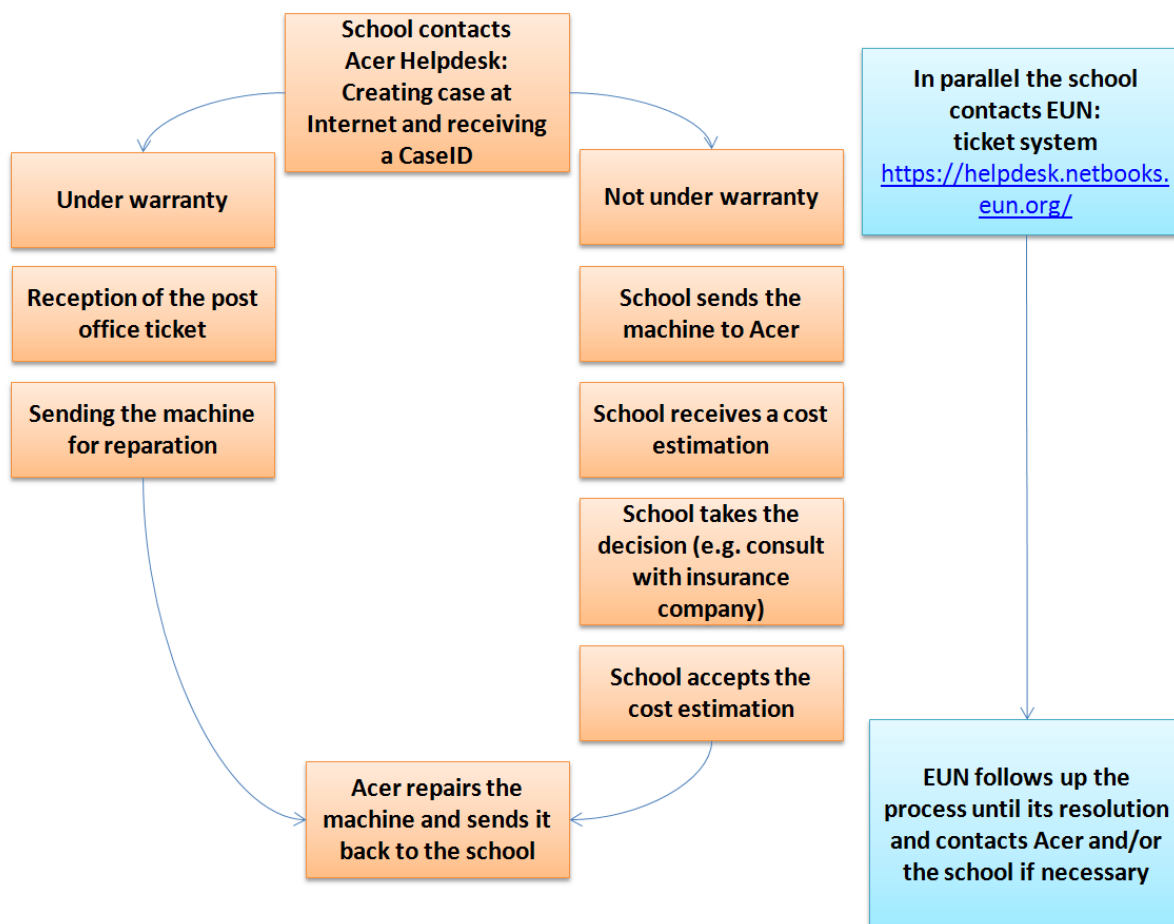 School contacts
Acer Helpdesk:
Creating case at
Internet and receiving
a CaseID
Under warranty
Reception of the post
office ticket
Sending the machine
for reparation
Not under warranty
School sends the
machine to Acer
School receives a cost
estimation
School takes the
decision (e.g. consult
with insurance
company)
School accepts the
cost estimation
Acer repairs the
machine and sends it
back to the school
In parallel the school
contacts EUN:
ticket system
https://helpdesk.netbooks.
eun.org/
EUN follows up the
process until its resolution
and contacts Acer and/or
the school if necessary